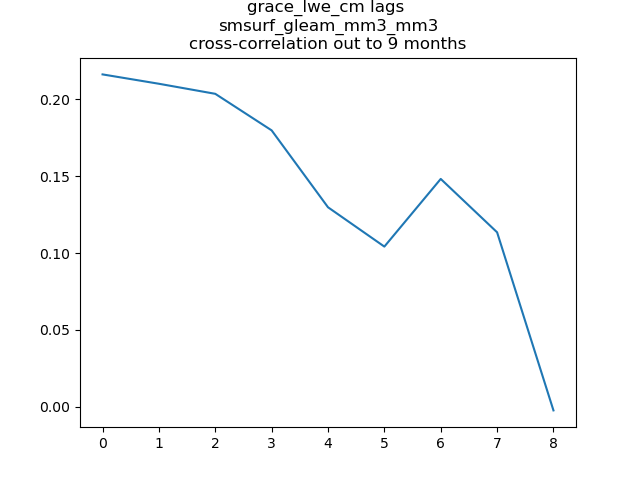 grace_lwe_cm lags
smsurf_gleam_mm3_mm3
cross-correlation out to 9 months
0.20
0.15
0.10
0.05
0.00
0 1 2 3 4 5 6 7 8